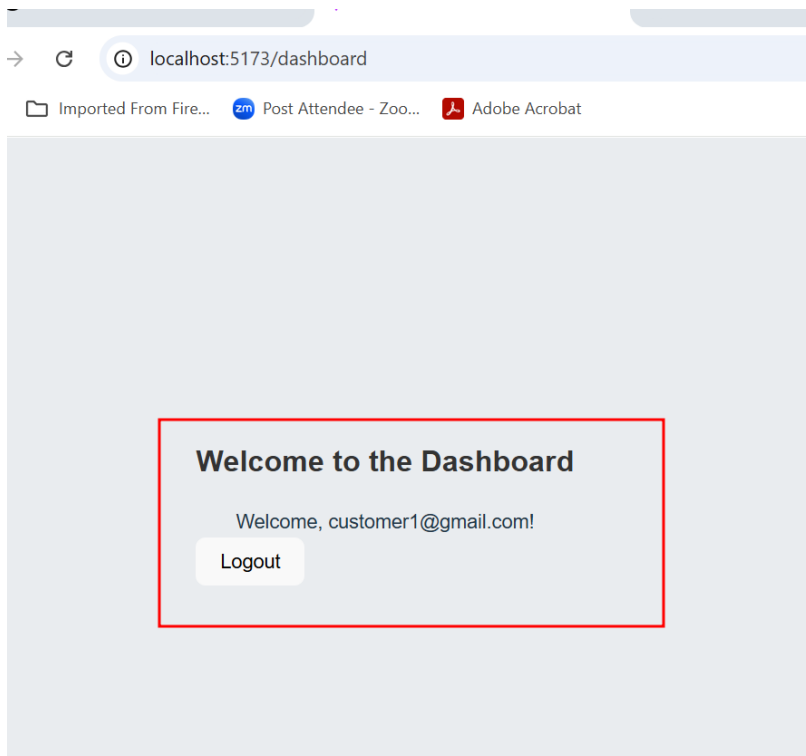 localhost:5173/dashboard
Imported From Fire... zm Post Attendee - Zoo... Adobe Acrobat
Welcome to the Dashboard
Welcome, customer1@gmail.com!
Logout